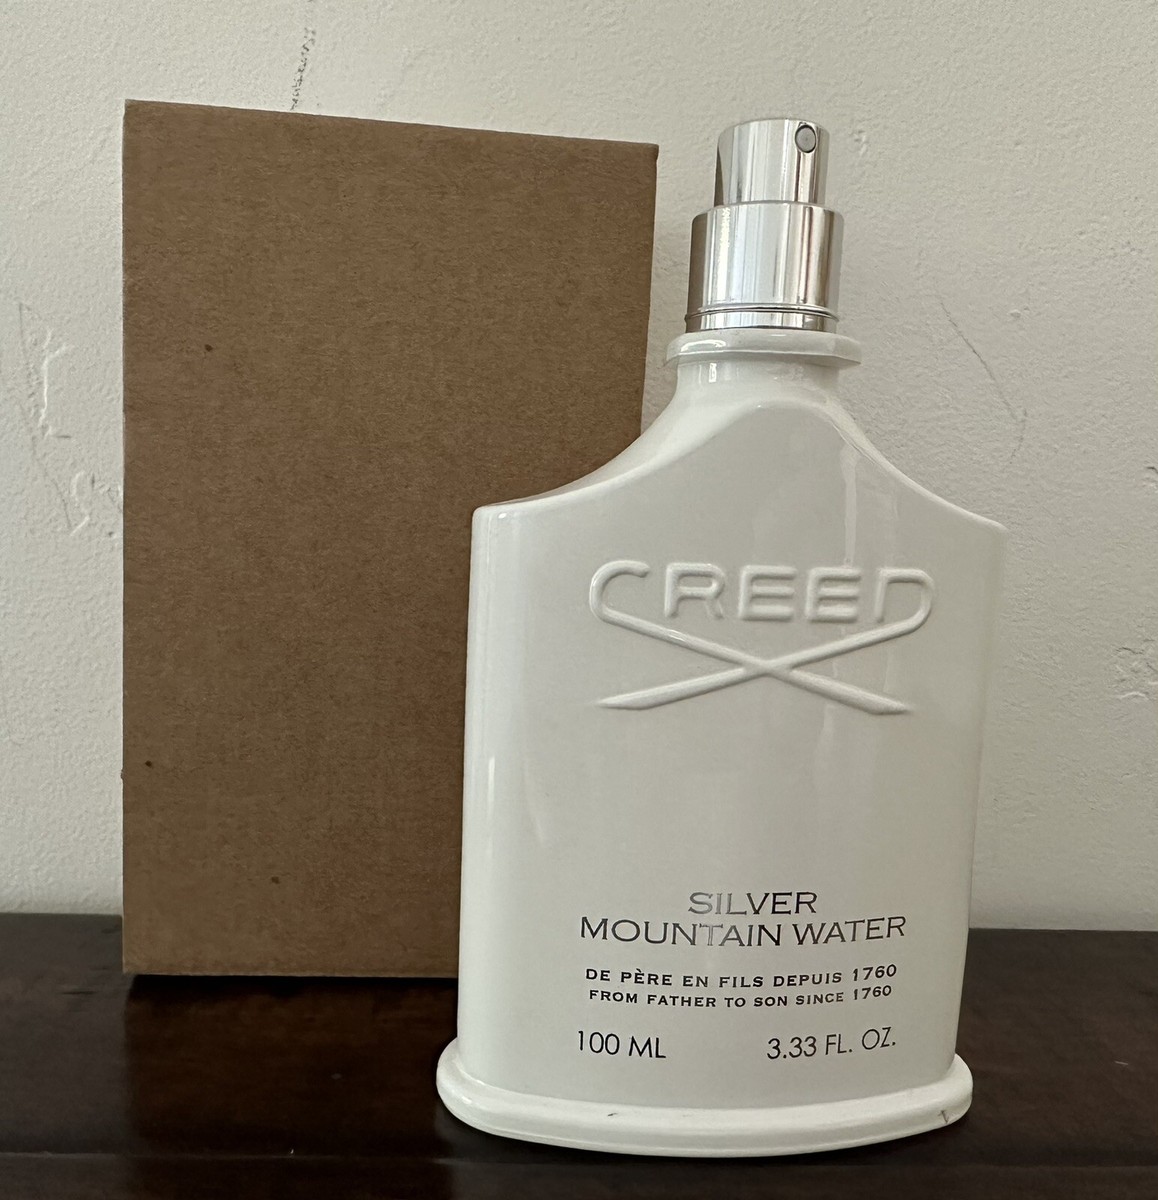 CREED
SILVER
MOUNTAIN WATER
DE PÈRE EN FILS DEPUIS 1760
FROM FATHER TO SON SINCE 1760
100 ML 3.33 FL. OZ.